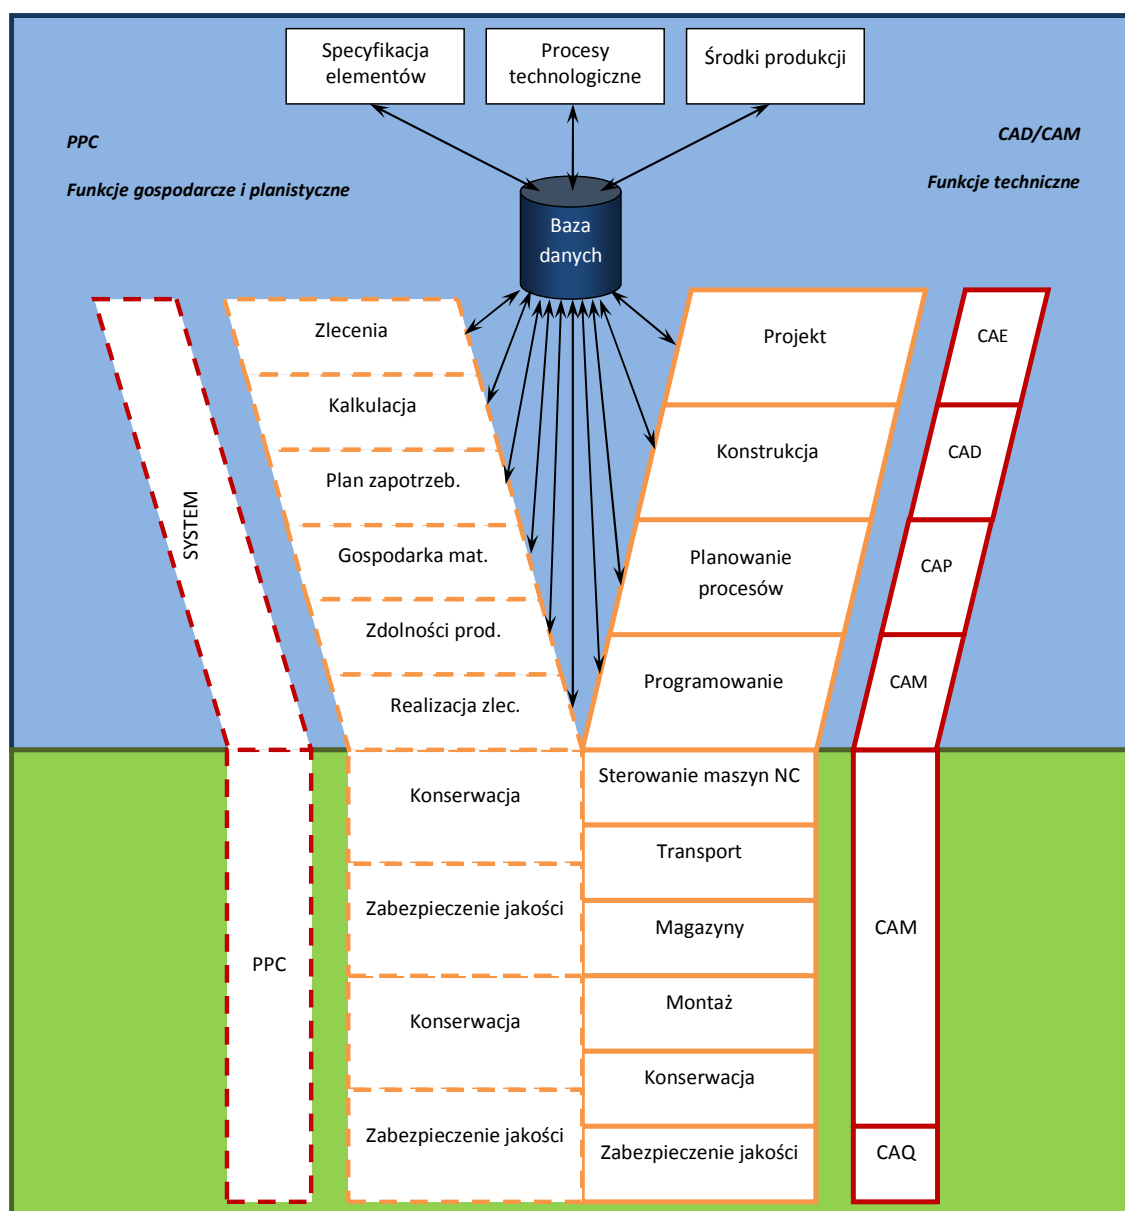 Specyfikacja
elementów
Procesy
technologiczne
Środki produkcji
PPC
Funkcje gospodarcze i planistyczne
CAD/CAM
Funkcje techniczne
Baza
danych
SYSTEM
Zlecenia
Kalkulacja
Plan zapotrzeb.
Gospodarka mat.
Zdolności prod.
Realizacja zlec.
Projekt
Konstrukcja
Planowanie
procesów
Programowanie
CAE
CAD
CAP
CAM
PPC
Konserwacja
Zabezpieczenie jakości
Konserwacja
Zabezpieczenie jakości
Sterowanie maszyn NC
Transport
Magazyny
Montaż
Konserwacja
Zabezpieczenie jakości
CAM
CAQ